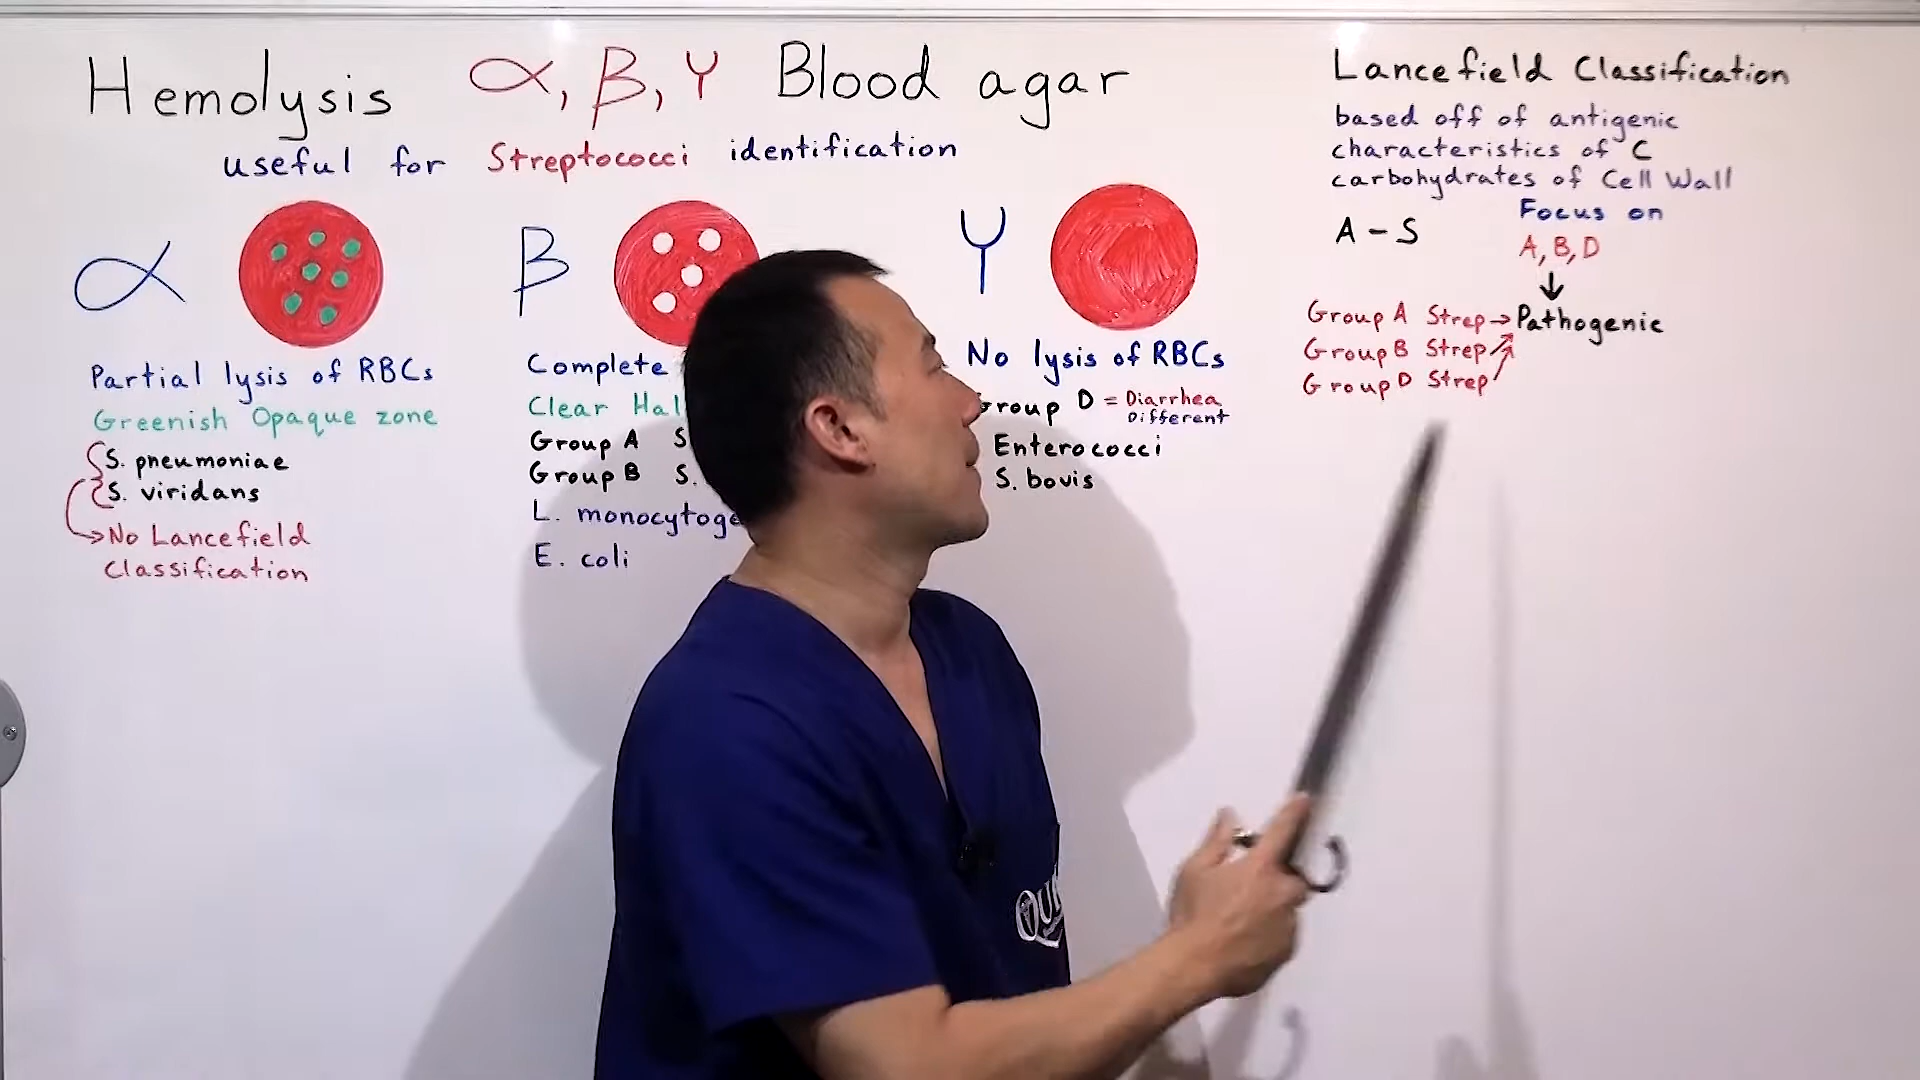 Hemolysis α, β, γ Blood agar
useful for Streptococci identification
α
Partial lysis of RBCs
Greenish Opaque zone
S. pneumoniae
S. viridans
No Lancefield
Classification
β
Complete
Clear
Group A S
Group B S.
L.
E. coli
γ
No lysis of RBCs
Group D = Diarrhea
Different
Enterococci
S. bovis
Lancefield Classification
based off of antigenic
characteristics of C
carbohydrates of Cell Wall
A - S
Focus on
A, B, D
↓
Group A Strep → Pathogenic
Group B Strep
Group D Strep